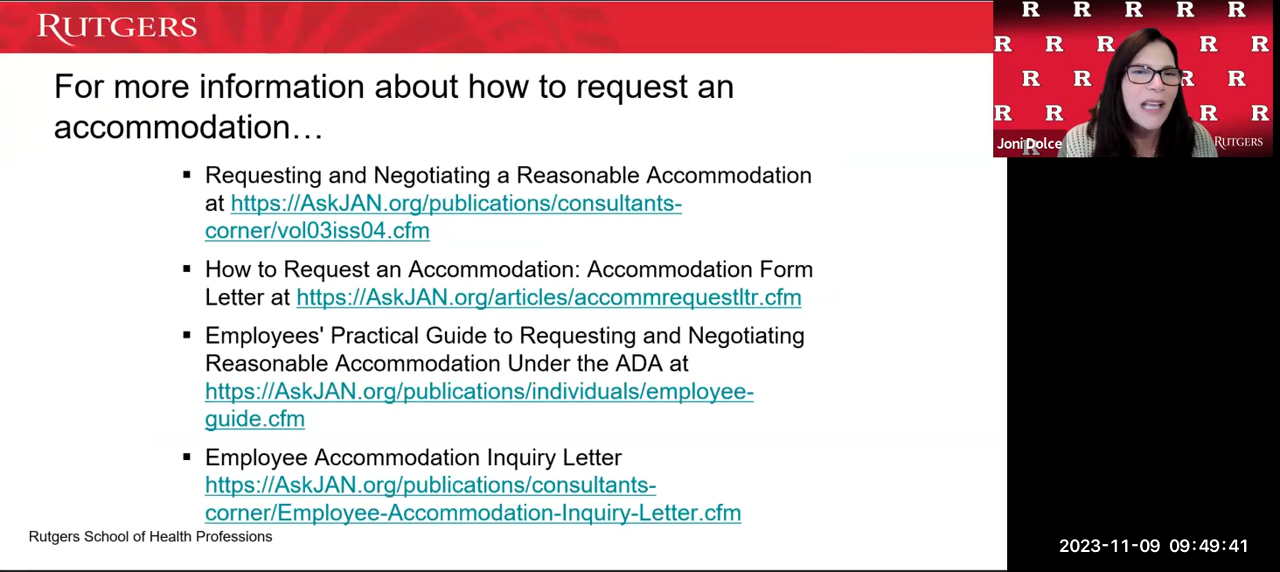 RUTGERS
For more information about how to request an
accommodation…
▪ Requesting and Negotiating a Reasonable Accommodation
at https://AskJAN.org/publications/consultants-
corner/vol03iss04.cfm
▪ How to Request an Accommodation: Accommodation Form
Letter at https://AskJAN.org/articles/accommrequestltr.cfm
▪ Employees' Practical Guide to Requesting and Negotiating
Reasonable Accommodation Under the ADA at
https://AskJAN.org/publications/individuals/employee-
guide.cfm
▪ Employee Accommodation Inquiry Letter
https://AskJAN.org/publications/consultants-
corner/Employee-Accommodation-Inquiry-Letter.cfm
Rutgers School of Health Professions
R R R R R
R R R R R
R R R
R R R R
Joni Dolce
RUTGERS
2023-11-09 09:49:41